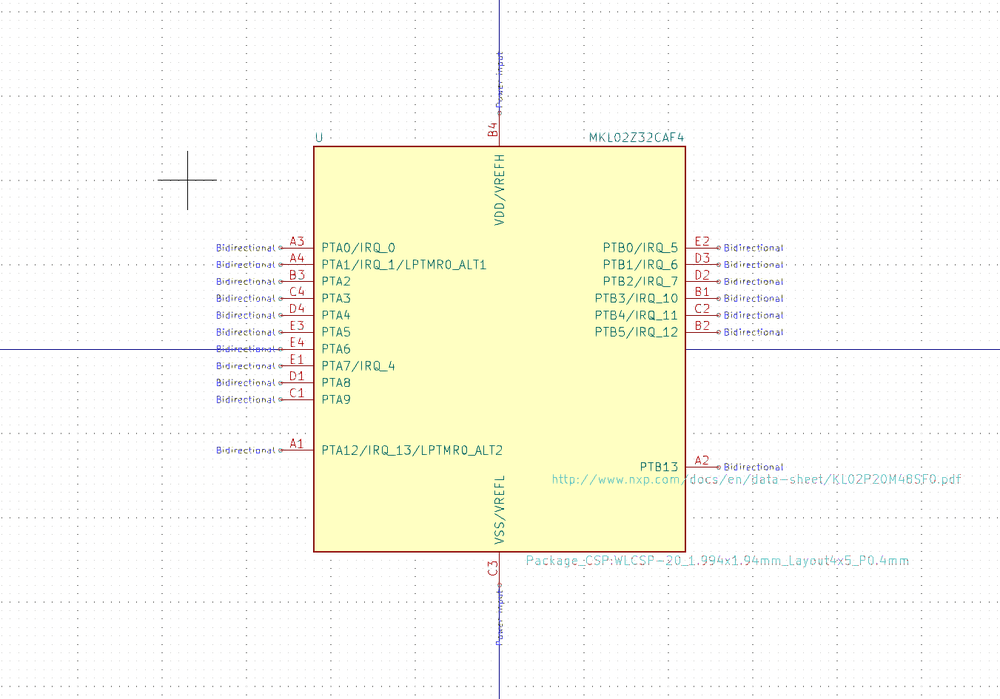 Power input
B4
U MKL02Z32CAF4
VDD/VREFH
Bidirectional A3 PTA0/IRQ_0 PTB0/IRQ_5 E2 Bidirectional
Bidirectional A4 PTA1/IRQ_1/LPTMR0_ALT1 PTB1/IRQ_6 D3 Bidirectional
Bidirectional B3 PTA2 PTB2/IRQ_7 D2 Bidirectional
Bidirectional C4 PTA3 PTB3/IRQ_10 B1 Bidirectional
Bidirectional D4 PTA4 PTB4/IRQ_11 C2 Bidirectional
Bidirectional E3 PTA5 PTB5/IRQ_12 B2 Bidirectional
Bidirectional E4 PTA6
Bidirectional E1 PTA7/IRQ_4
Bidirectional D1 PTA8
Bidirectional C1 PTA9
Bidirectional A1 PTA12/IRQ_13/LPTMR0_ALT2
PTB13 A2 Bidirectional
http://www.nxp.com/docs/en/data-sheet/KL02P20M48SF0.pdf
VSS/VREFL
Package_CSP:WLCSP-20_1.994x1.94mm_Layout4x5_P0.4mm
C3
Power input